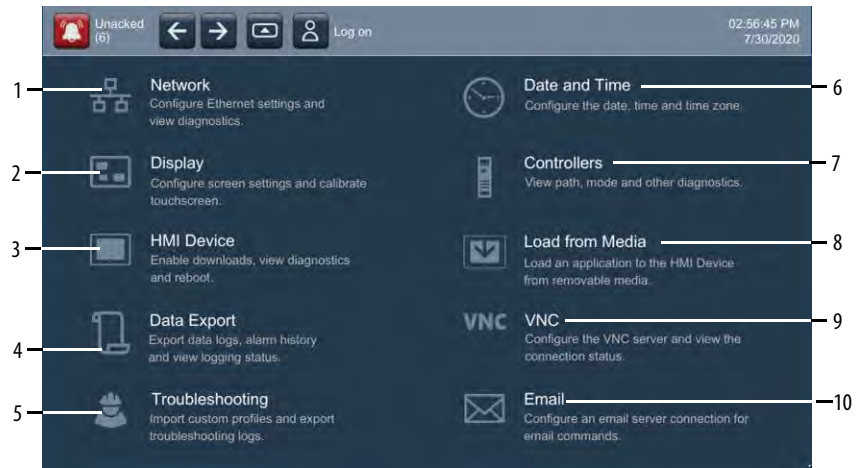 Unacked
(6)
Log on
02:56:45 PM
7/30/2020
1
Network
Configure Ethernet settings and
view diagnostics.
2
Display
Configure screen settings and calibrate
touchscreen.
3
HMI Device
Enable downloads, view diagnostics
and reboot.
4
Data Export
Export data logs, alarm history
and view logging status.
5
Troubleshooting
Import custom profiles and export
troubleshooting logs.
6
Date and Time
Configure the date, time and time zone.
7
Controllers
View path, mode and other diagnostics.
8
Load from Media
Load an application to the HMI Device
from removable media.
9
VNC
VNC
Configure the VNC server and view the
connection status.
10
Email
Configure an email server connection for
email commands.